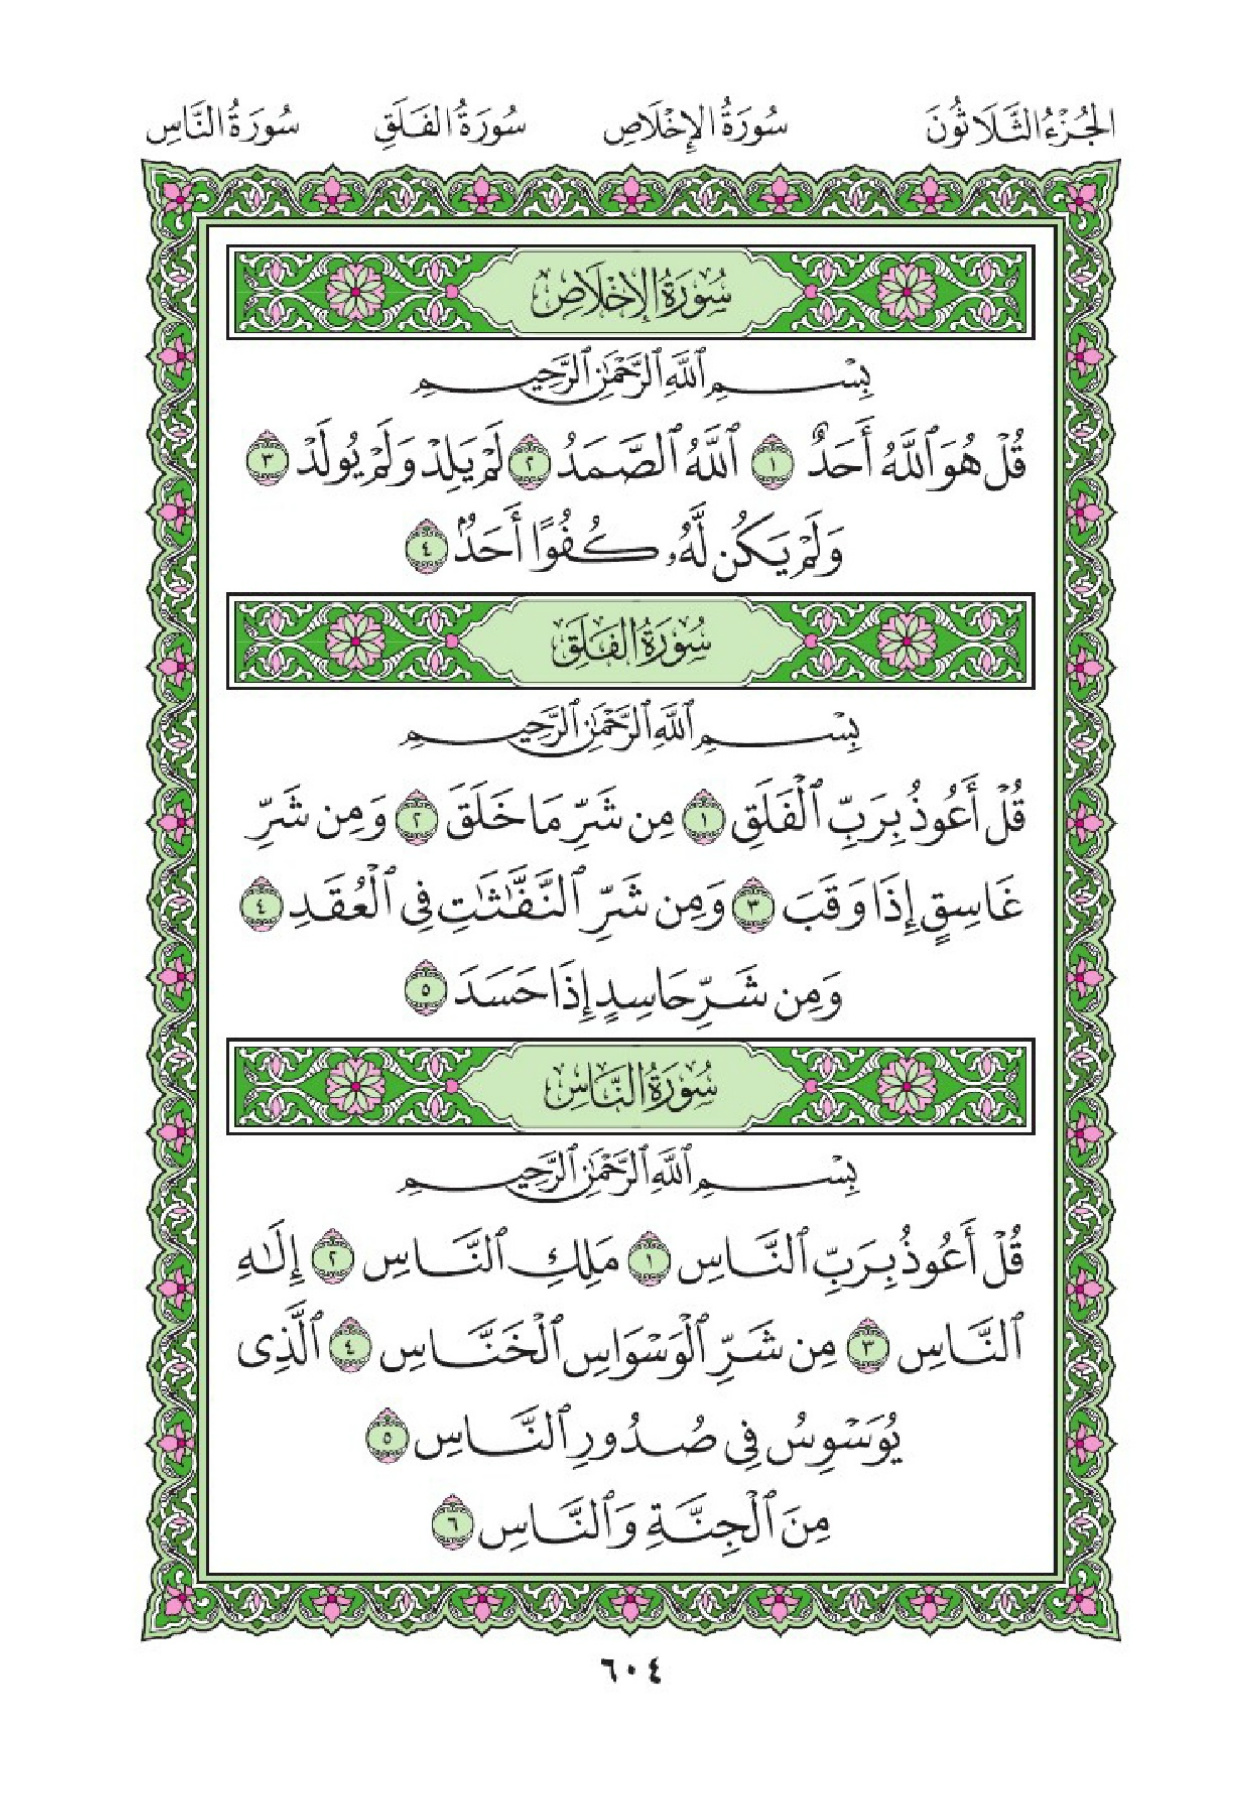 الجُزْءُ الثَّلَاثُونَ سُورَةُ الإِخْلَاصِ سُورَةُ الفَلَقِ سُورَةُ النَّاسِ
سُورَةُ الإِخْلَاصِ
بِسْمِ ٱللَّهِ ٱلرَّحْمَٰنِ ٱلرَّحِيمِ
قُلْ هُوَ ٱللَّهُ أَحَدٌ ١ ٱللَّهُ ٱلصَّمَدُ ٢ لَمْ يَلِدْ وَلَمْ يُولَدْ ٣
وَلَمْ يَكُن لَّهُۥ كُفُوًا أَحَدٌۢ ٤
سُورَةُ الفَلَقِ
بِسْمِ ٱللَّهِ ٱلرَّحْمَٰنِ ٱلرَّحِيمِ
قُلْ أَعُوذُ بِرَبِّ ٱلْفَلَقِ ١ مِن شَرِّ مَا خَلَقَ ٢ وَمِن شَرِّ
غَاسِقٍ إِذَا وَقَبَ ٣ وَمِن شَرِّ ٱلنَّفَّٰثَٰتِ فِى ٱلْعُقَدِ ٤
وَمِن شَرِّ حَاسِدٍ إِذَا حَسَدَ ٥
سُورَةُ النَّاسِ
بِسْمِ ٱللَّهِ ٱلرَّحْمَٰنِ ٱلرَّحِيمِ
قُلْ أَعُوذُ بِرَبِّ ٱلنَّاسِ ١ مَلِكِ ٱلنَّاسِ ٢ إِلَٰهِ
ٱلنَّاسِ ٣ مِن شَرِّ ٱلْوَسْوَاسِ ٱلْخَنَّاسِ ٤ ٱلَّذِى
يُوَسْوِسُ فِى صُدُورِ ٱلنَّاسِ ٥
مِنَ ٱلْجِنَّةِ وَٱلنَّاسِ ٦
٦٠٤